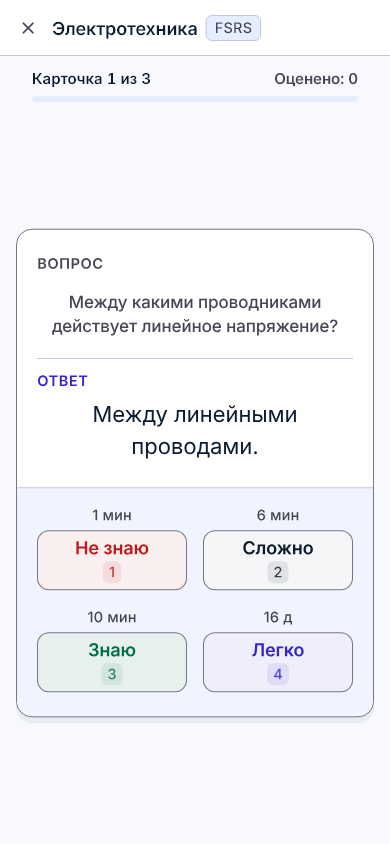 Электротехника FSRS
Карточка 1 из 3
Оценено: 0
ВОПРОС
Между какими проводниками
действует линейное напряжение?
ОТВЕТ
Между линейными
проводами.
1 мин
Не знаю
1
6 мин
Сложно
2
10 мин
Знаю
3
16 д
Легко
4